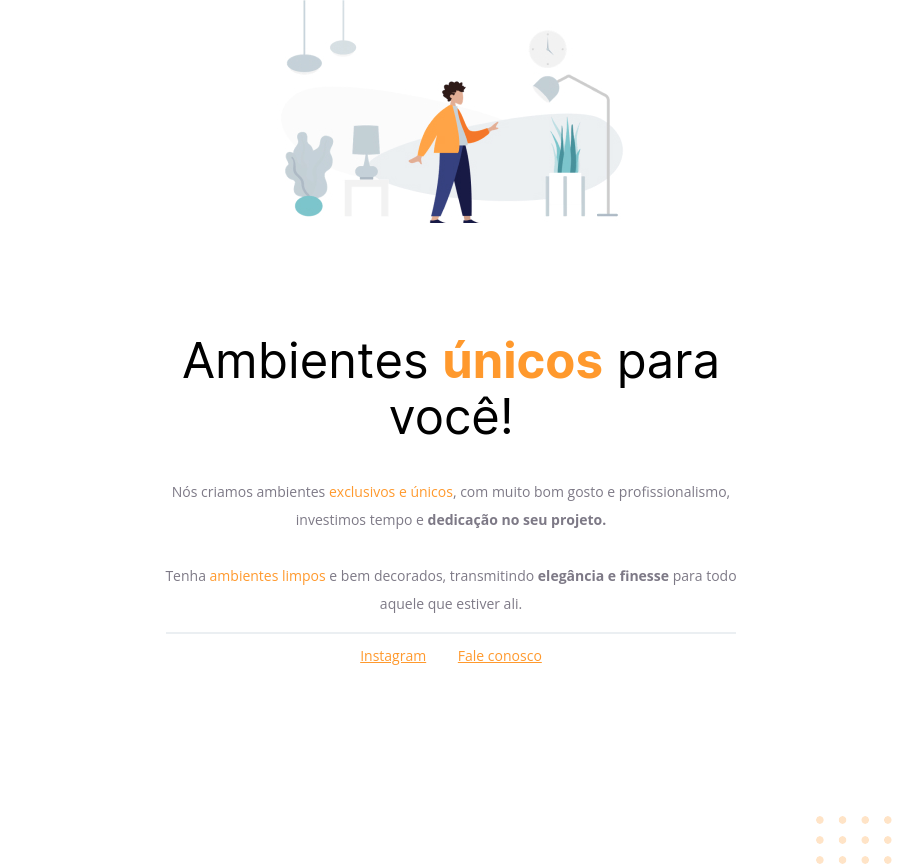 Ambientes únicos para
você!
Nós criamos ambientes exclusivos e únicos, com muito bom gosto e profissionalismo,
investimos tempo e dedicação no seu projeto.
Tenha ambientes limpos e bem decorados, transmitindo elegância e finesse para todo
aquele que estiver ali.
Instagram Fale conosco